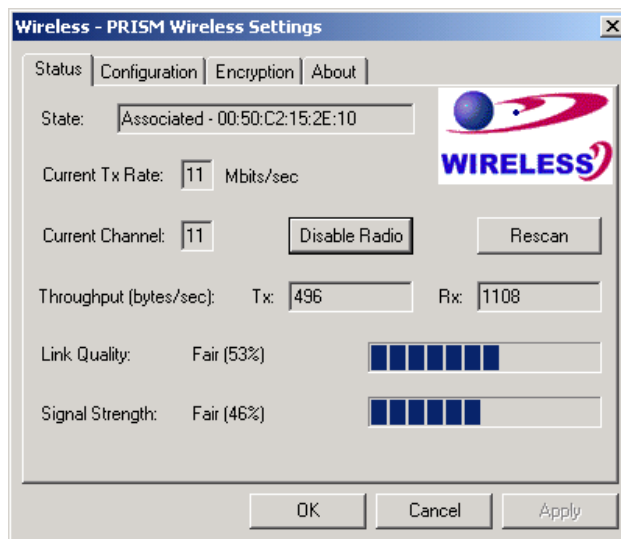 Wireless - PRISM Wireless Settings
Status Configuration Encryption About
State: Associated - 00:50:C2:15:2E:10
WIRELESS
Current Tx Rate: 11 Mbits/sec
Current Channel: 11 Disable Radio Rescan
Throughput (bytes/sec): Tx: 496 Rx: 1108
Link Quality: Fair (53%)
Signal Strength: Fair (46%)
OK Cancel Apply